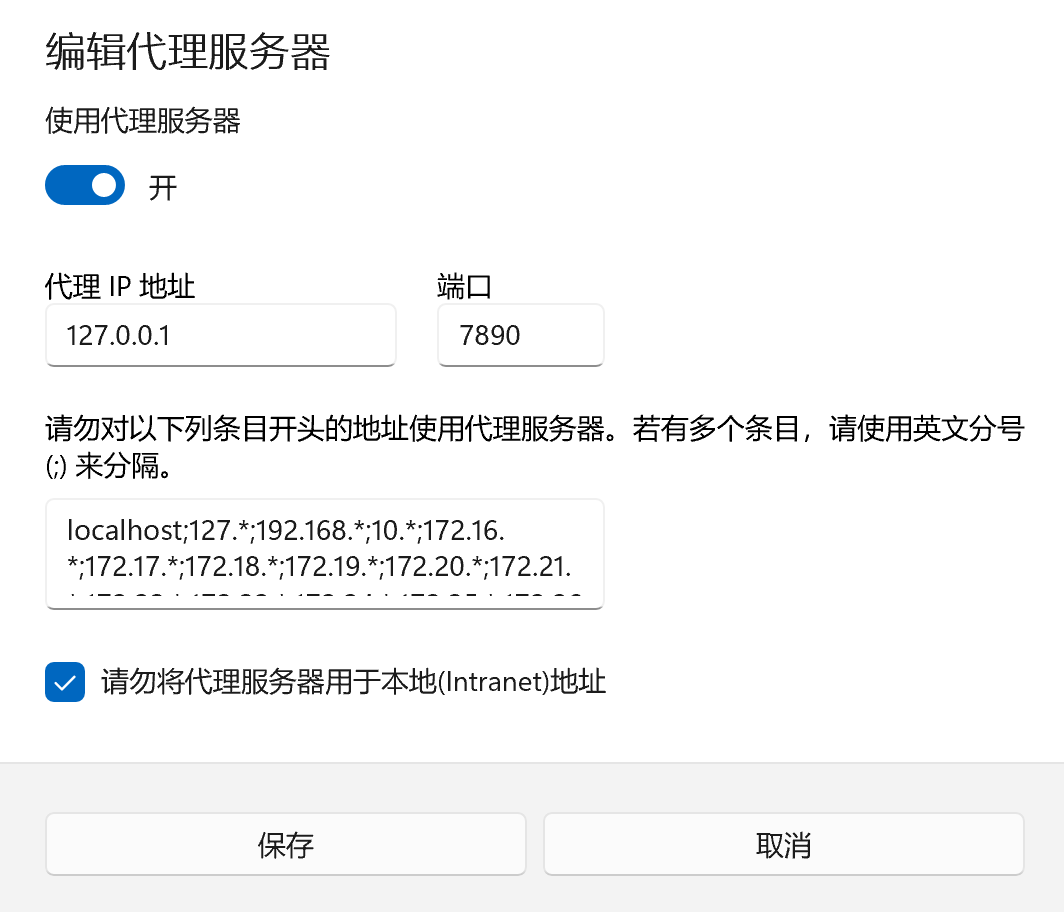 编辑代理服务器
使用代理服务器
开
代理 IP 地址
端口
127.0.0.1
7890
请勿对以下列条目开头的地址使用代理服务器。若有多个条目，请使用英文分号
(;) 来分隔。
localhost;127.*;192.168.*;10.*;172.16.
*;172.17.*;172.18.*;172.19.*;172.20.*;172.21.
请勿将代理服务器用于本地(Intranet)地址
保存
取消